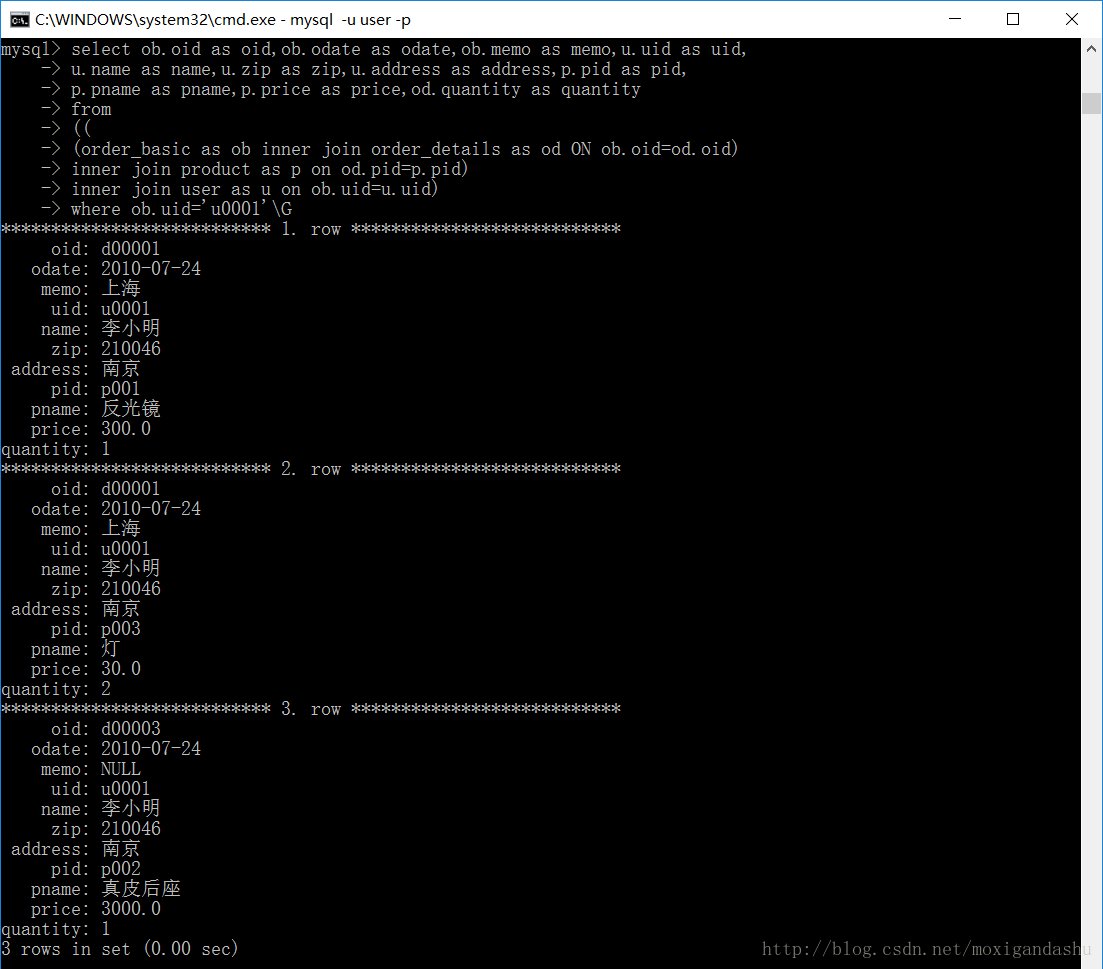 C:\WINDOWS\system32\cmd.exe - mysql  -u user -p
mysql> select ob.oid as oid,ob.odate as odate,ob.memo as memo,u.uid as uid,
    -> u.name as name,u.zip as zip,u.address as address,p.pid as pid,
    -> p.pname as pname,p.price as price,od.quantity as quantity
    -> from
    -> ((
    -> (order_basic as ob inner join order_details as od ON ob.oid=od.oid)
    -> inner join product as p on od.pid=p.pid)
    -> inner join user as u on ob.uid=u.uid)
    -> where ob.uid='u0001'\G
*************************** 1. row ***************************
     oid: d00001
   odate: 2010-07-24
    memo: 上海
     uid: u0001
    name: 李小明
     zip: 210046
 address: 南京
     pid: p001
   pname: 反光镜
   price: 300.0
quantity: 1
*************************** 2. row ***************************
     oid: d00001
   odate: 2010-07-24
    memo: 上海
     uid: u0001
    name: 李小明
     zip: 210046
 address: 南京
     pid: p003
   pname: 灯
   price: 30.0
quantity: 2
*************************** 3. row ***************************
     oid: d00003
   odate: 2010-07-24
    memo: NULL
     uid: u0001
    name: 李小明
     zip: 210046
 address: 南京
     pid: p002
   pname: 真皮后座
   price: 3000.0
quantity: 1
3 rows in set (0.00 sec)
http://blog.csdn.net/moxigandashu